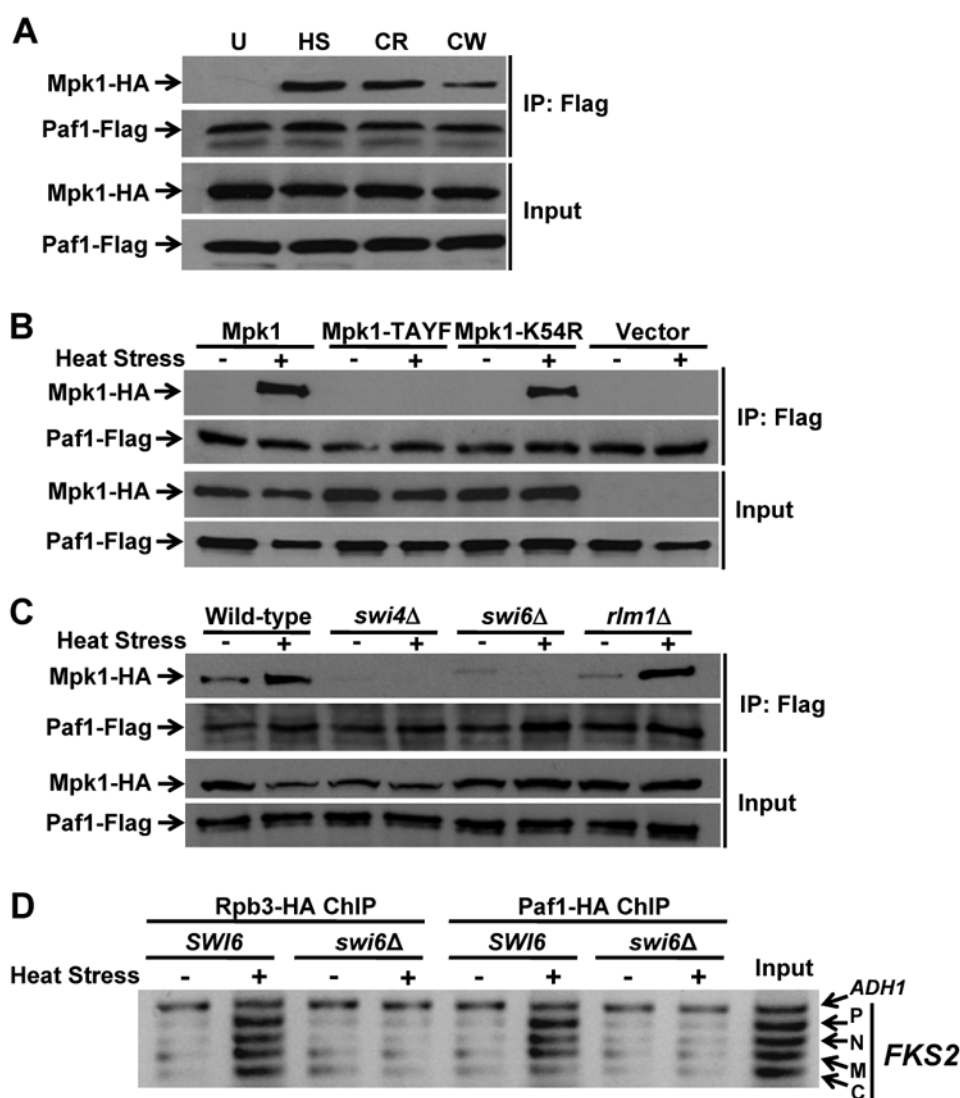 A
U HS CR CW
Mpk1-HA
Paf1-Flag
IP: Flag
Mpk1-HA
Paf1-Flag
Input
B
Mpk1 Mpk1-TAYF Mpk1-K54R Vector
Heat Stress - + - + - + - +
Mpk1-HA
Paf1-Flag
IP: Flag
Mpk1-HA
Paf1-Flag
Input
C
Wild-type swi4Δ swi6Δ rlm1Δ
Heat Stress - + - + - + - +
Mpk1-HA
Paf1-Flag
IP: Flag
Mpk1-HA
Paf1-Flag
Input
D
Rpb3-HA ChIP Paf1-HA ChIP
SWI6 swi6Δ SWI6 swi6Δ
Heat Stress - + - + - + - + Input
ADH1
P
N
M
C
FKS2